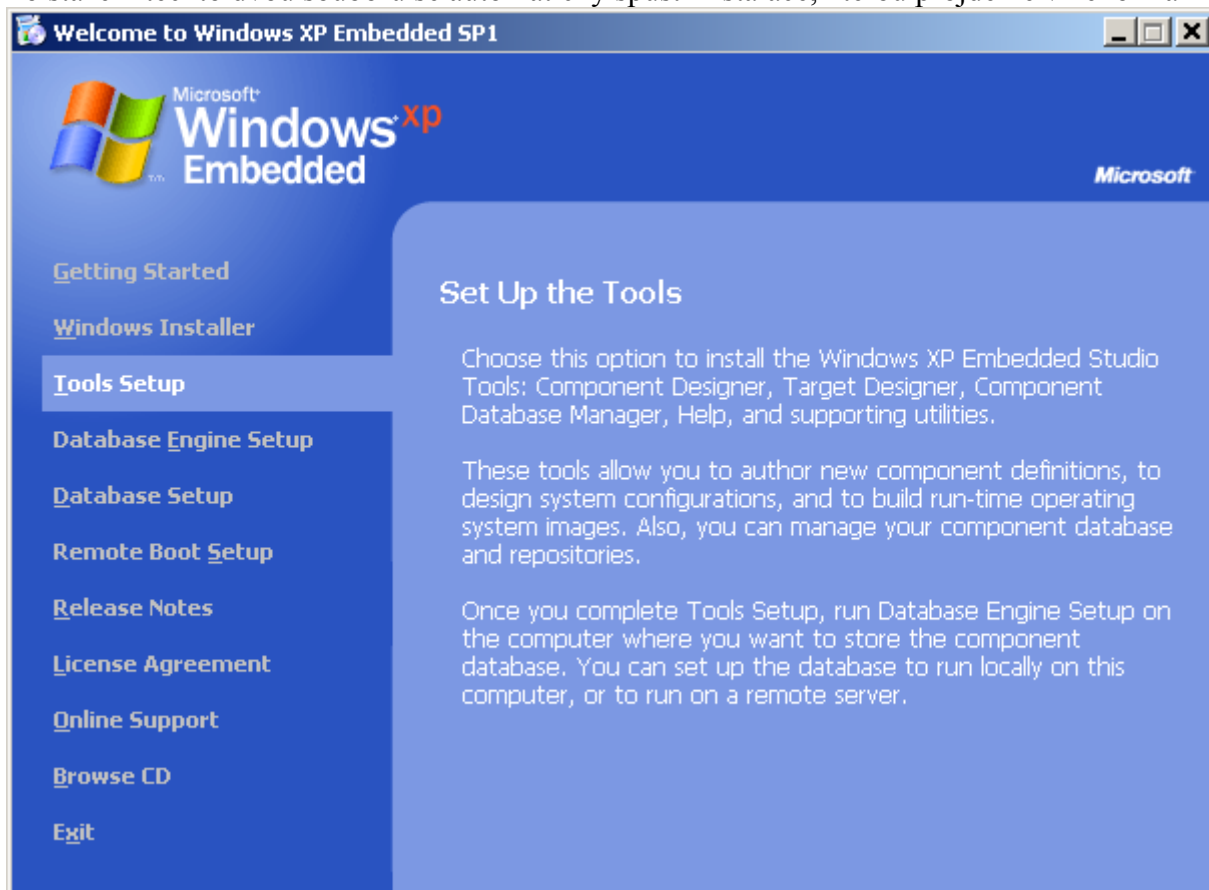 Welcome to Windows XP Embedded SP1
Microsoft
Windows xp
Embedded
Microsoft
Getting Started
Windows Installer
Tools Setup
Database Engine Setup
Database Setup
Remote Boot Setup
Release Notes
License Agreement
Online Support
Browse CD
Exit
Set Up the Tools
Choose this option to install the Windows XP Embedded Studio
Tools: Component Designer, Target Designer, Component
Database Manager, Help, and supporting utilities.
These tools allow you to author new component definitions, to
design system configurations, and to build run-time operating
system images. Also, you can manage your component database
and repositories.
Once you complete Tools Setup, run Database Engine Setup on
the computer where you want to store the component
database. You can set up the database to run locally on this
computer, or to run on a remote server.